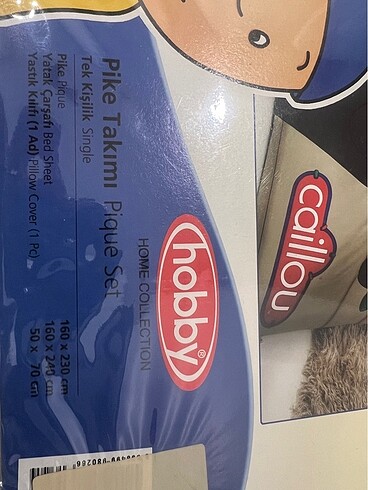 caillou
hobby®
HOME COLLECTION
Pike Takımı Pique Set
Tek Kişilik Single
Pike Pique 160 x 230 cm
Yatak Çarşafı Bed Sheet 160 x 240 cm
Yastık Kılıfı (1 Ad) Pillow Cover (1 Pc) 50 x 70 cm